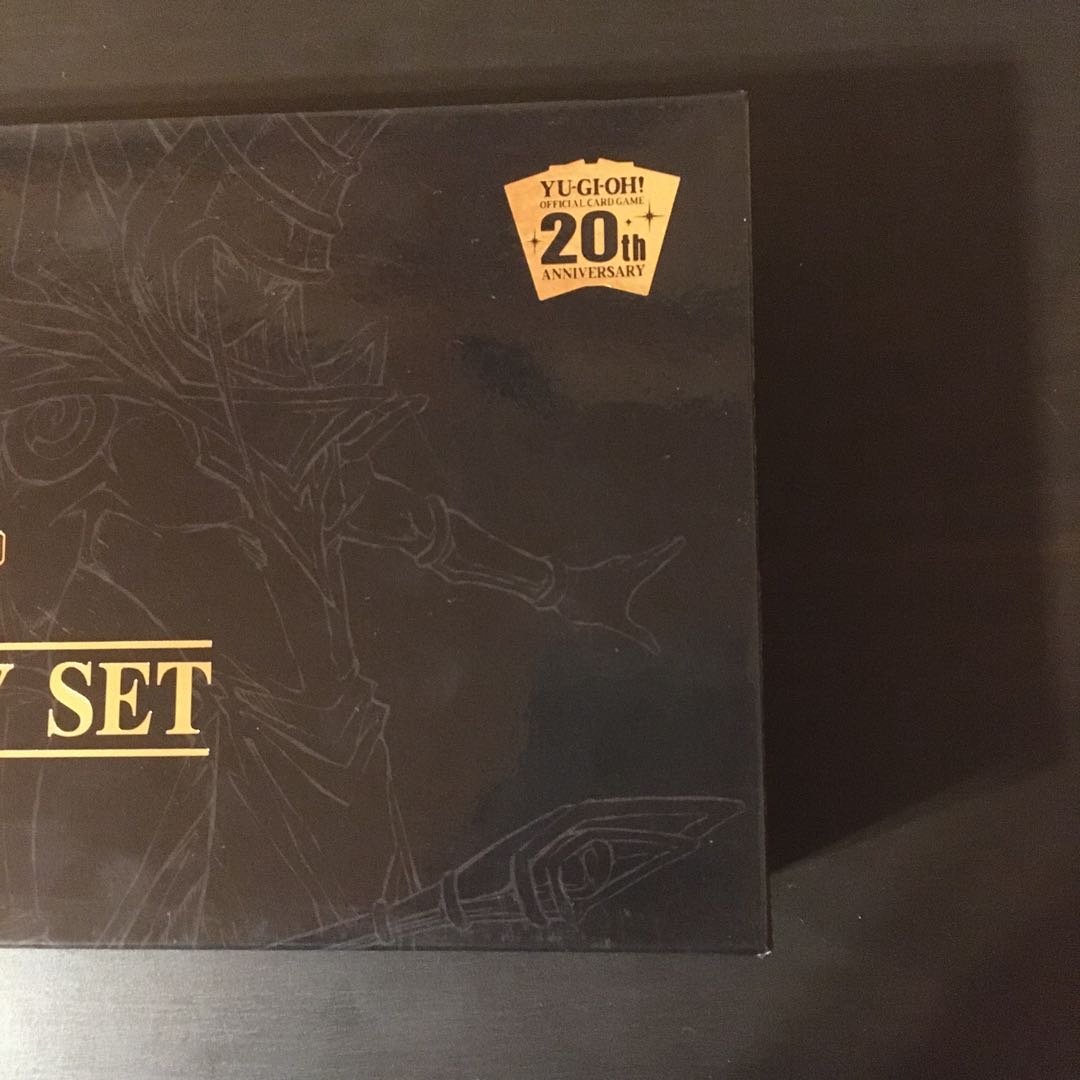 YU-GI-OH!
OFFICIAL CARD GAME
20th
ANNIVERSARY
SET